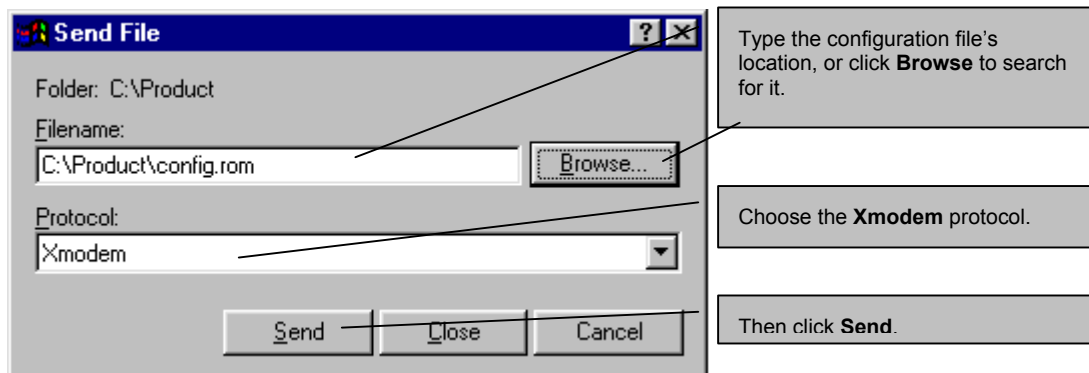 Send File
Folder: C:\Product
Filename:
C:\Product\config.rom
Browse...
Protocol:
Xmodem
Send
Close
Cancel
Type the configuration file's
location, or click Browse to search
for it.
Choose the Xmodem protocol.
Then click Send.